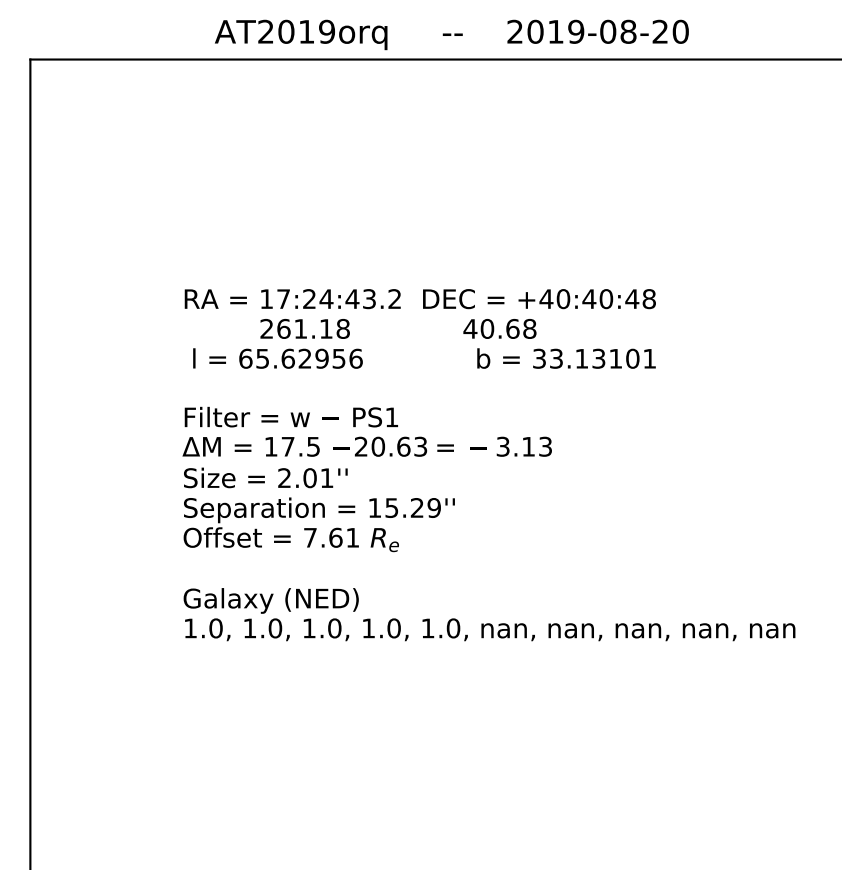 AT2019orq -- 2019-08-20
RA = 17:24:43.2 DEC = +40:40:48
261.18 40.68
l = 65.62956 b = 33.13101
Filter = w − PS1
ΔM = 17.5 −20.63 = − 3.13
Size = 2.01''
Separation = 15.29''
Offset = 7.61 Rₑ
Galaxy (NED)
1.0, 1.0, 1.0, 1.0, 1.0, nan, nan, nan, nan, nan